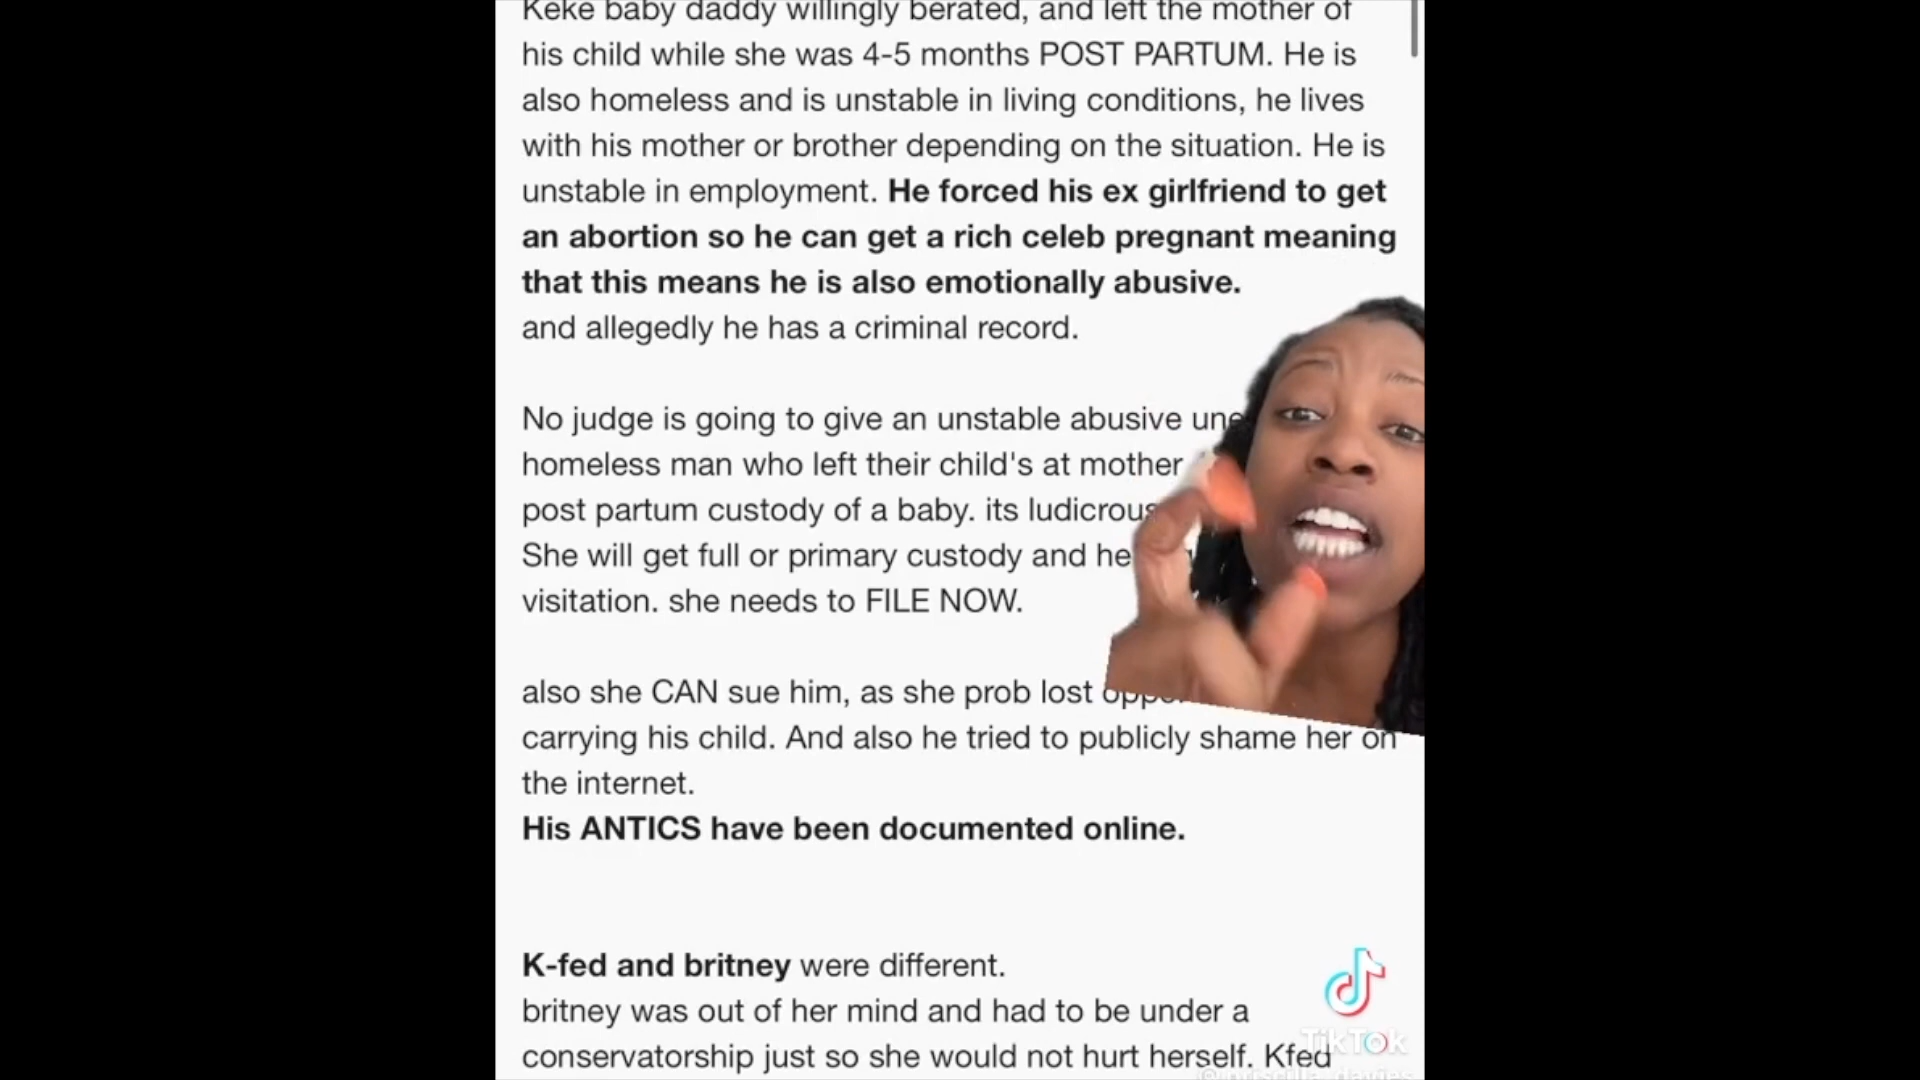 Keke baby daddy willingly berated, and left the mother of
his child while she was 4-5 months POST PARTUM. He is
also homeless and is unstable in living conditions, he lives
with his mother or brother depending on the situation. He is
unstable in employment. He forced his ex girlfriend to get
an abortion so he can get a rich celeb pregnant meaning
that this means he is also emotionally abusive.
and allegedly he has a criminal record.
No judge is going to give an unstable abusive
homeless man who left their child's at mother
post partum custody of a baby. its ludicrous
She will get full or primary custody and he
visitation. she needs to FILE NOW.
also she CAN sue him, as she prob lost
carrying his child. And also he tried to publicly shame her on
the internet.
His ANTICS have been documented online.
K-fed and britney were different.
britney was out of her mind and had to be under a
conservatorship just so she would not hurt herself. Kfed
TikTok